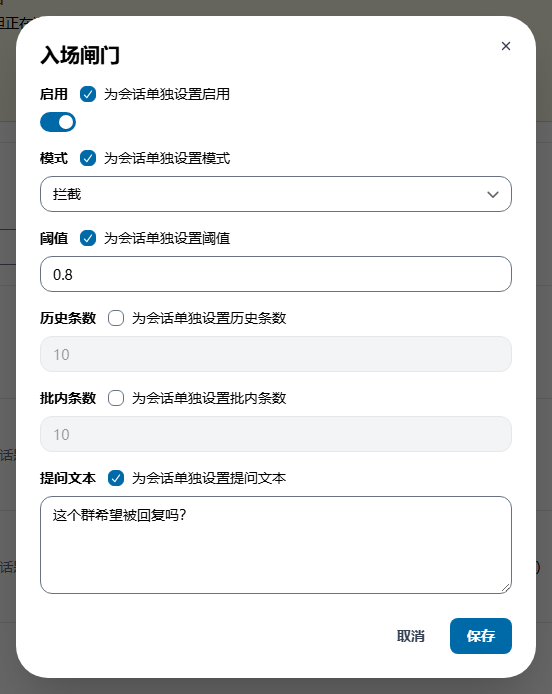 入场闸门
启用 为会话单独设置启用
模式 为会话单独设置模式
拦截
阈值 为会话单独设置阈值
0.8
历史条数 为会话单独设置历史条数
10
批内条数 为会话单独设置批内条数
10
提问文本 为会话单独设置提问文本
这个群希望被回复吗？
取消 保存